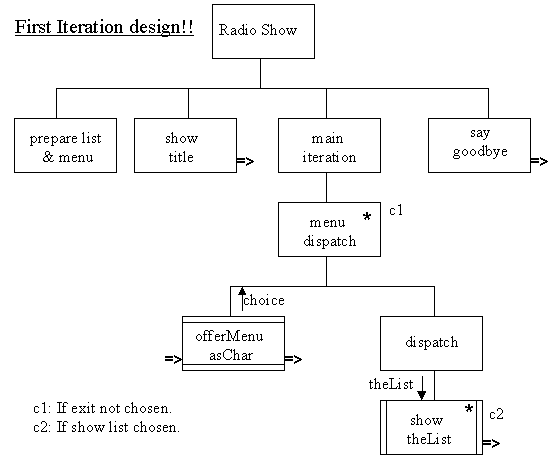 First Iteration design!!
Radio Show
prepare list
& menu
show
title
=>
main
iteration
say
goodbye
=>
menu
dispatch
*
c1
choice
offerMenu
asChar
=>
=>
dispatch
theList
show
theList
*
c2
=>
c1: If exit not chosen.
c2: If show list chosen.